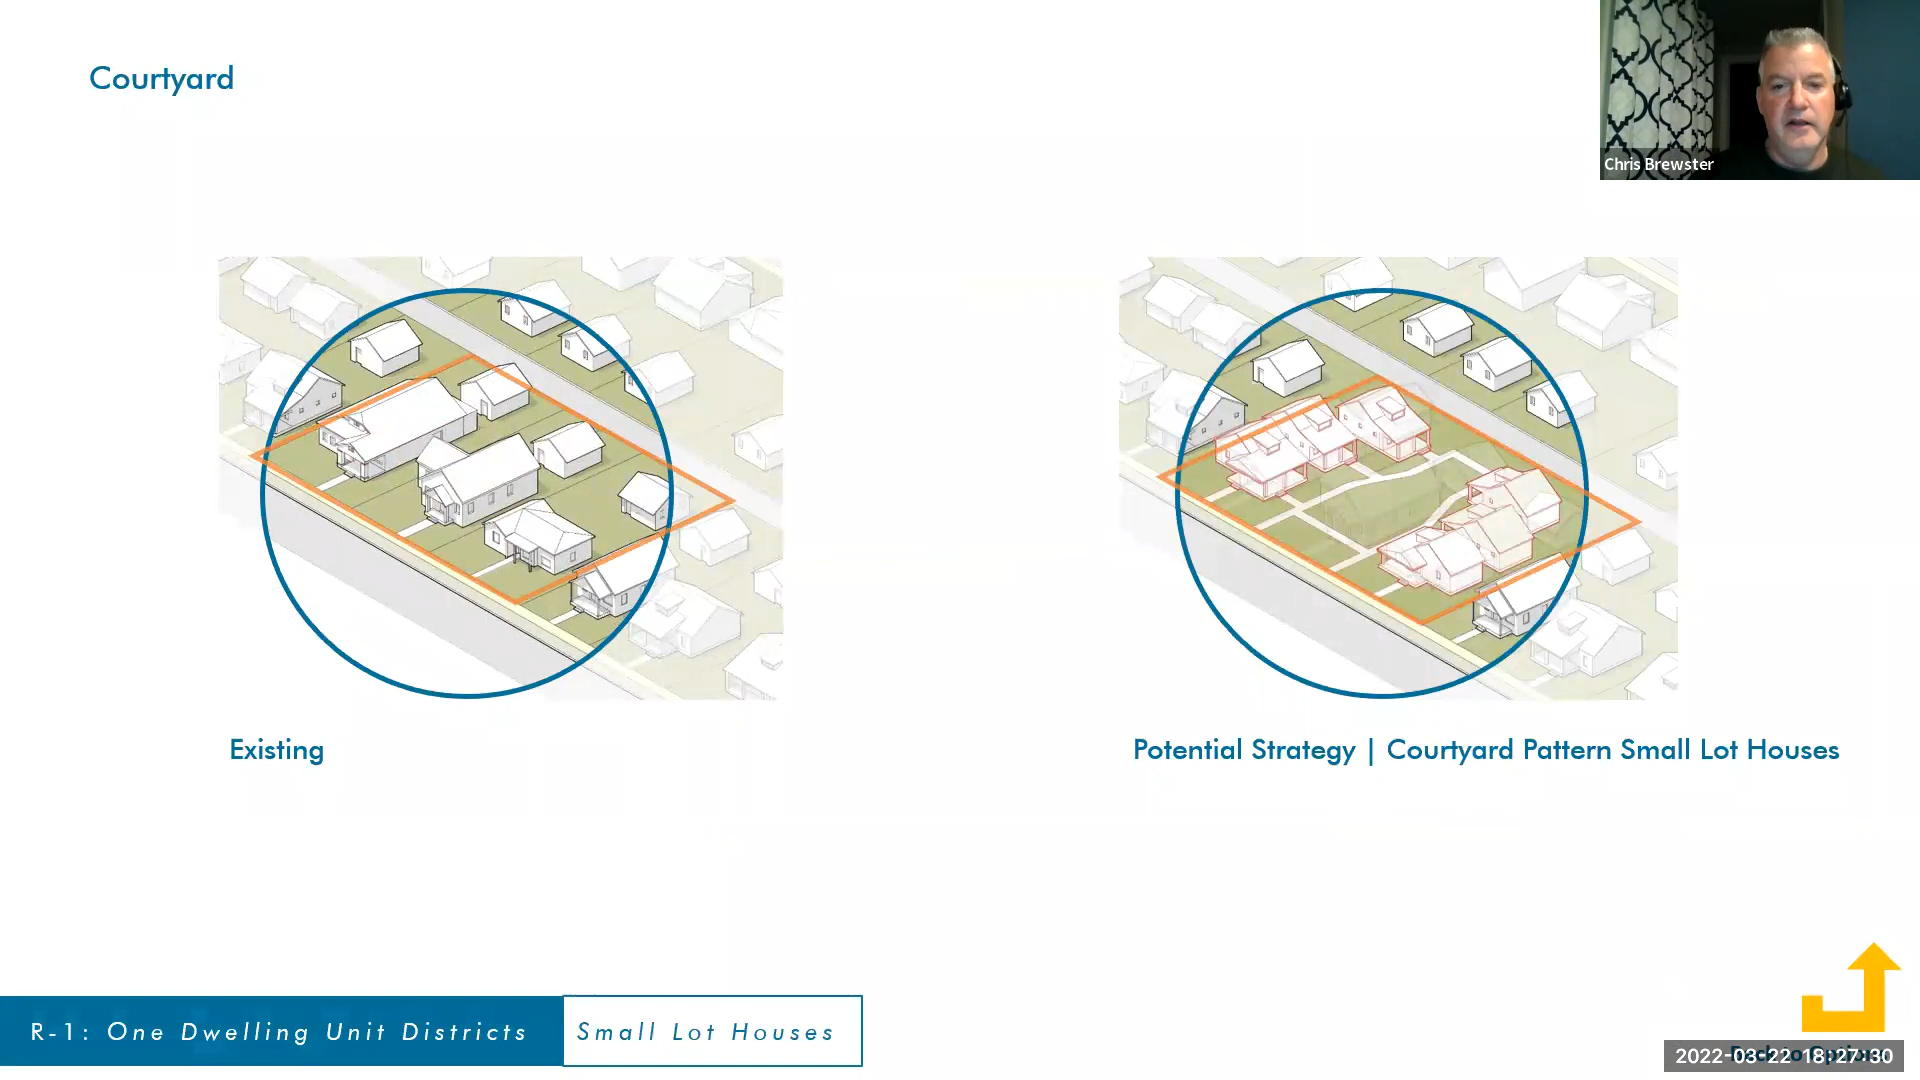 Courtyard
Chris Brewster
Existing
Potential Strategy | Courtyard Pattern Small Lot Houses
R-1: One Dwelling Unit Districts
Small Lot Houses
2022-03-22 18:27:30